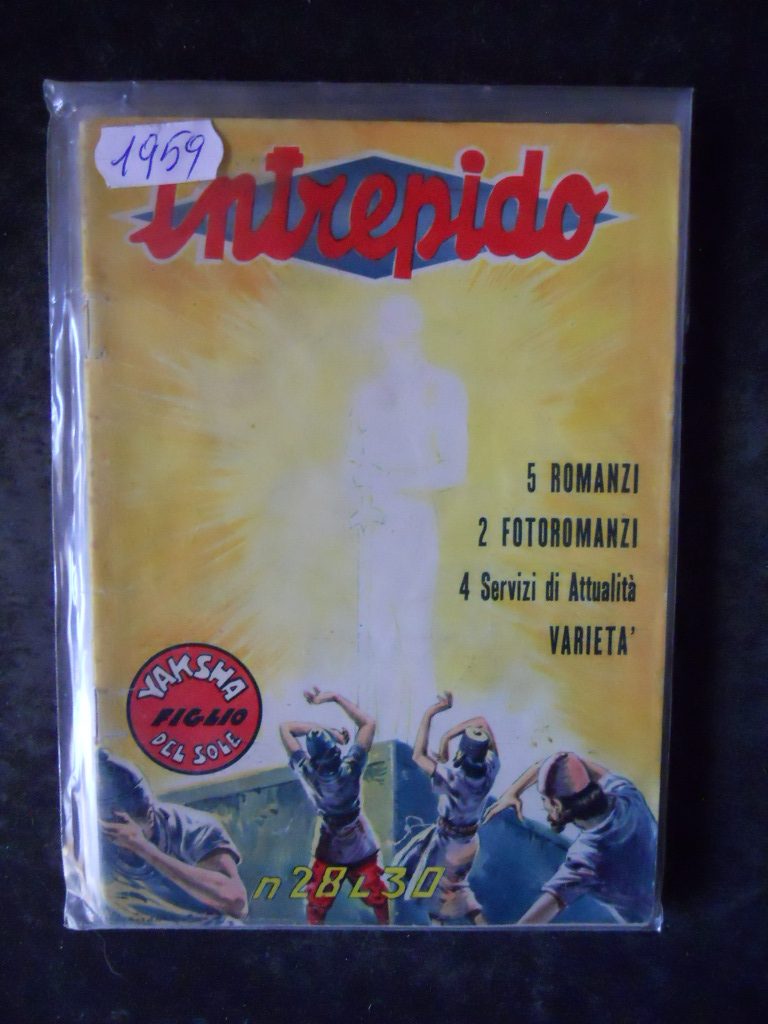 1959
intrepido
5 ROMANZI
2 FOTOROMANZI
4 Servizi di Attualità
VARIETA'
YAKSHA
FIGLIO
DEL SOLE
n 28 L 30